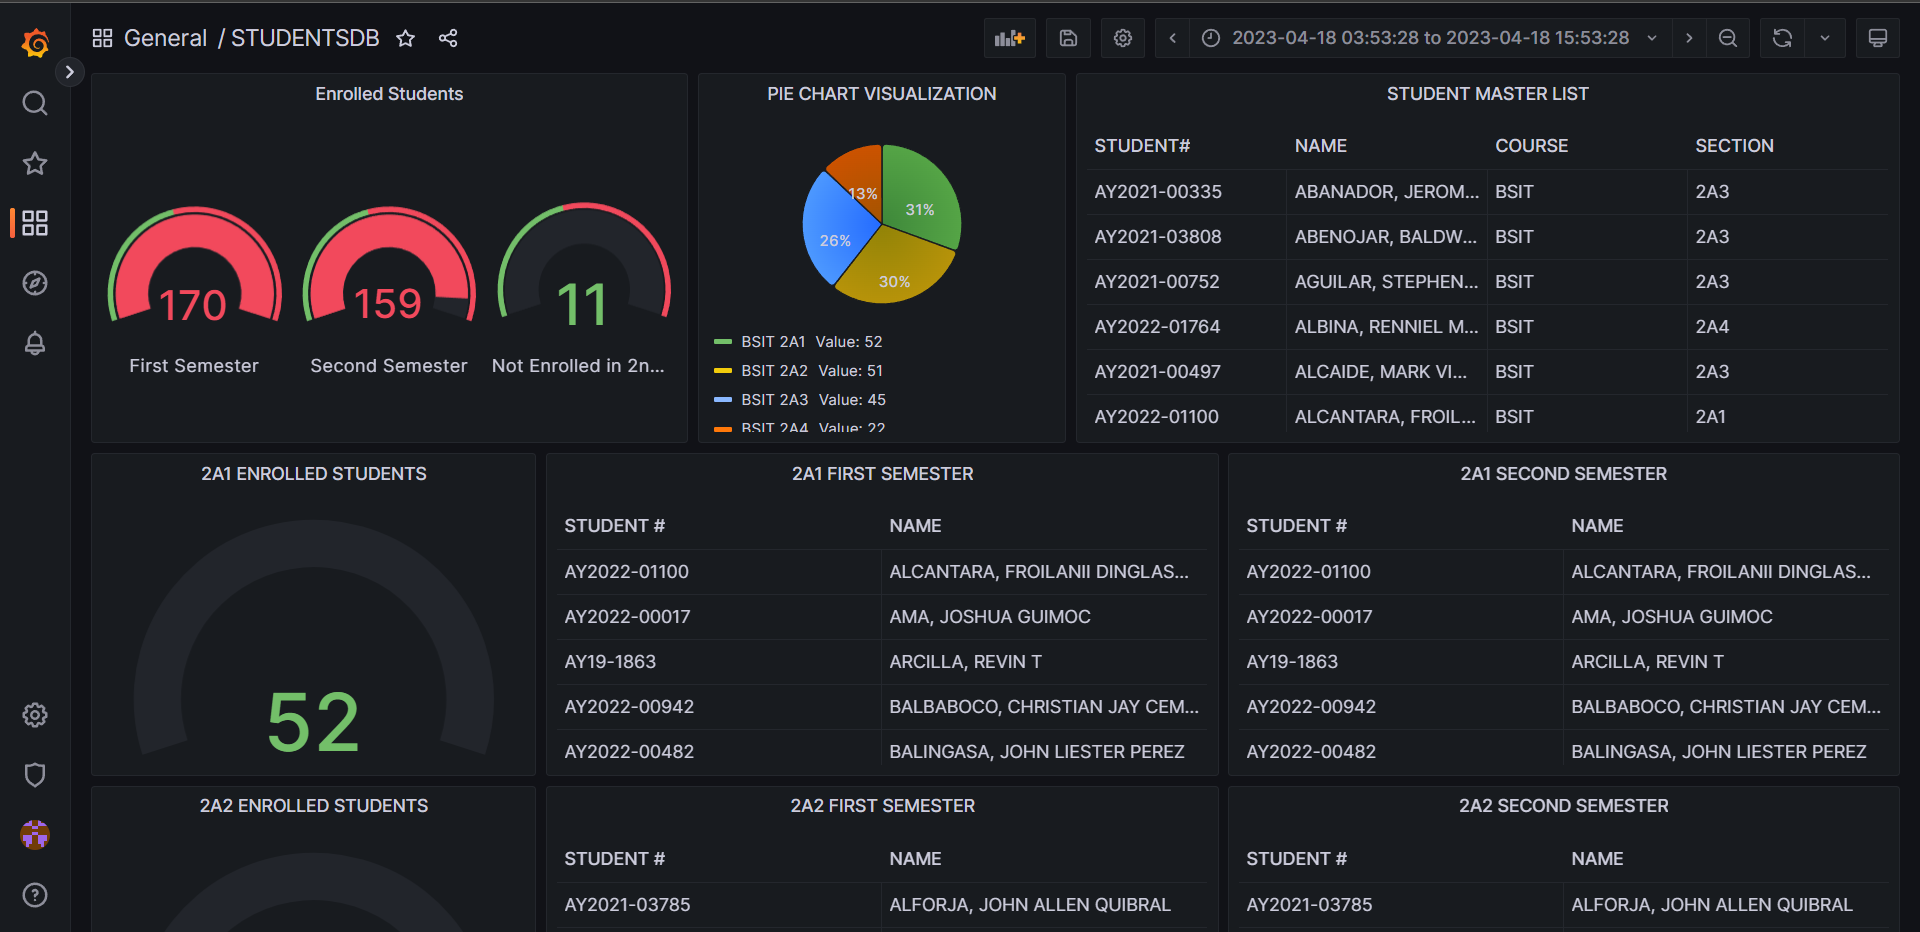 General / STUDENTSDB
2023-04-18 03:53:28 to 2023-04-18 15:53:28
Enrolled Students
170
159
11
First Semester
Second Semester
Not Enrolled in 2n...
PIE CHART VISUALIZATION
13%
31%
26%
30%
BSIT 2A1 Value: 52
BSIT 2A2 Value: 51
BSIT 2A3 Value: 45
BSIT 2A4 Value: 22
STUDENT MASTER LIST
STUDENT# NAME COURSE SECTION
AY2021-00335 ABANADOR, JEROM... BSIT 2A3
AY2021-03808 ABENOJAR, BALDW... BSIT 2A3
AY2021-00752 AGUILAR, STEPHEN... BSIT 2A3
AY2022-01764 ALBINA, RENNIEL M... BSIT 2A4
AY2021-00497 ALCAIDE, MARK VI... BSIT 2A3
AY2022-01100 ALCANTARA, FROIL... BSIT 2A1
2A1 ENROLLED STUDENTS
52
2A1 FIRST SEMESTER
STUDENT # NAME
AY2022-01100 ALCANTARA, FROILANII DINGLAS...
AY2022-00017 AMA, JOSHUA GUIMOC
AY19-1863 ARCILLA, REVIN T
AY2022-00942 BALBABOCO, CHRISTIAN JAY CEM...
AY2022-00482 BALINGASA, JOHN LIESTER PEREZ
2A1 SECOND SEMESTER
STUDENT # NAME
AY2022-01100 ALCANTARA, FROILANII DINGLAS...
AY2022-00017 AMA, JOSHUA GUIMOC
AY19-1863 ARCILLA, REVIN T
AY2022-00942 BALBABOCO, CHRISTIAN JAY CEM...
AY2022-00482 BALINGASA, JOHN LIESTER PEREZ
2A2 ENROLLED STUDENTS
2A2 FIRST SEMESTER
STUDENT # NAME
AY2021-03785 ALFORJA, JOHN ALLEN QUIBRAL
2A2 SECOND SEMESTER
STUDENT # NAME
AY2021-03785 ALFORJA, JOHN ALLEN QUIBRAL